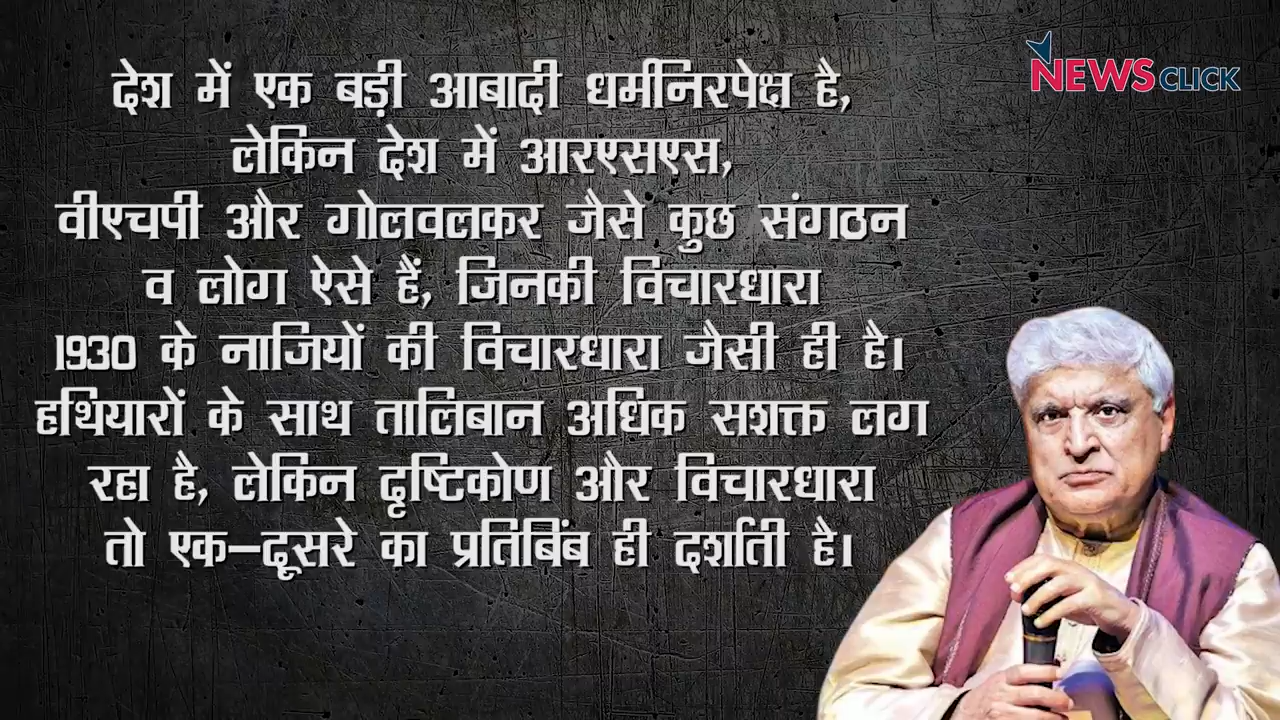 NEWSCLICK
देश में एक बड़ी आबादी धर्मनिरपेक्ष है,
लेकिन देश में आरएसएस,
वीएचपी और गोलवलकर जैसे कुछ संगठन
व लोग ऐसे हैं, जिनकी विचारधारा
1930 के नाजियों की विचारधारा जैसी ही है।
हथियारों के साथ तालिबान अधिक सशक्त लग
रहा है, लेकिन दृष्टिकोण और विचारधारा
तो एक-दूसरे का प्रतिबिंब ही दर्शाती है।